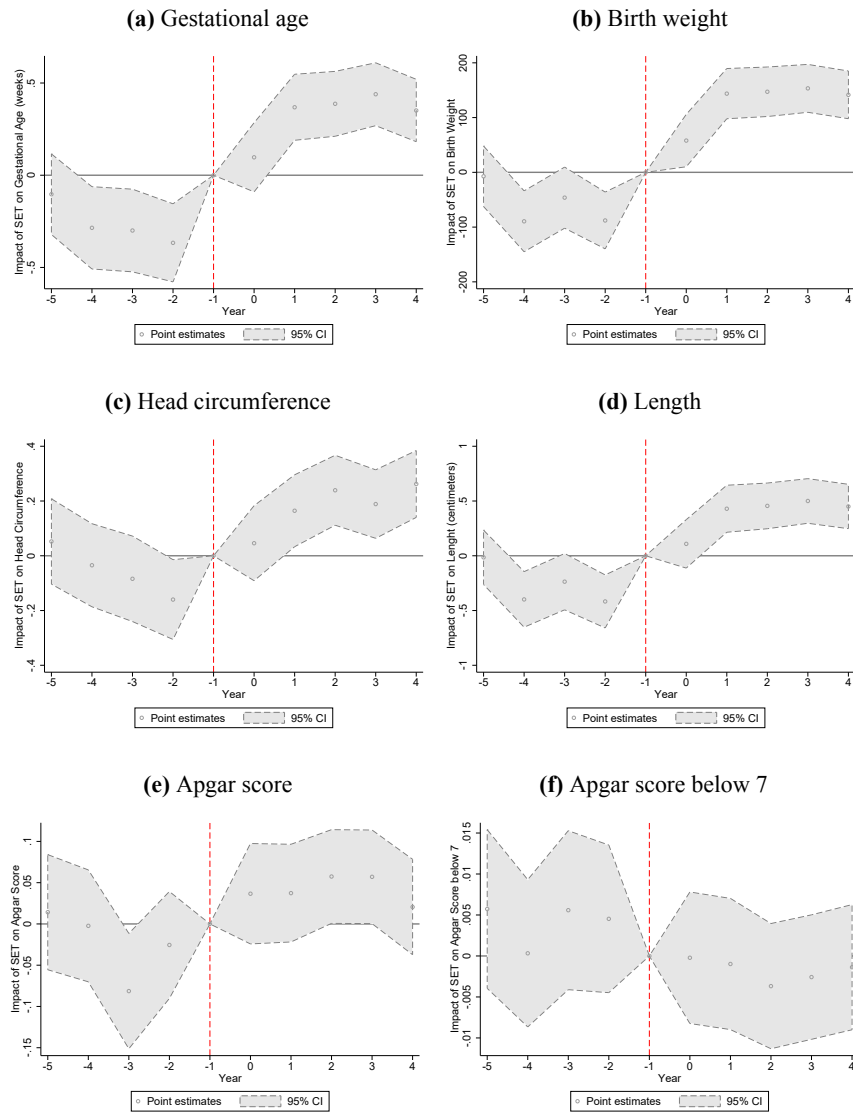 (a) Gestational age
Impact of SET on Gestational Age (weeks)
.5
0
-.5
-5 -4 -3 -2 -1 0 1 2 3 4
Year
Point estimates 95% CI
(b) Birth weight
Impact of SET on Birth Weight
200
100
0
-100
-200
-5 -4 -3 -2 -1 0 1 2 3 4
Year
Point estimates 95% CI
(c) Head circumference
Impact of SET on Head Circumference
.4
.2
0
-.2
-.4
-5 -4 -3 -2 -1 0 1 2 3 4
Year
Point estimates 95% CI
(d) Length
Impact of SET on Lenght (centimeters)
1
.5
0
-.5
-1
-5 -4 -3 -2 -1 0 1 2 3 4
Year
Point estimates 95% CI
(e) Apgar score
Impact of SET on Apgar Score
.1
.05
0
-.05
-.1
-.15
-5 -4 -3 -2 -1 0 1 2 3 4
Year
Point estimates 95% CI
(f) Apgar score below 7
Impact of SET on Apgar Score below 7
.015
.01
.005
0
-.005
-.01
-5 -4 -3 -2 -1 0 1 2 3 4
Year
Point estimates 95% CI